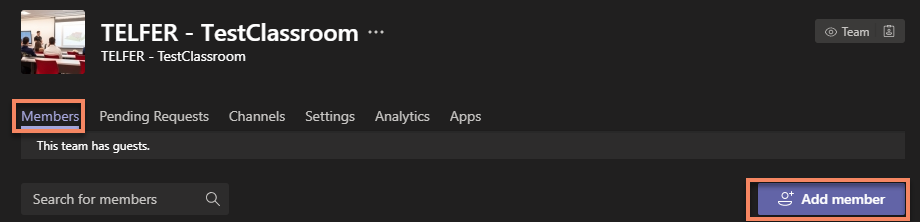 TELFER - TestClassroom ...
TELFER - TestClassroom
Team
Members Pending Requests Channels Settings Analytics Apps
This team has guests.
Search for members
Add member